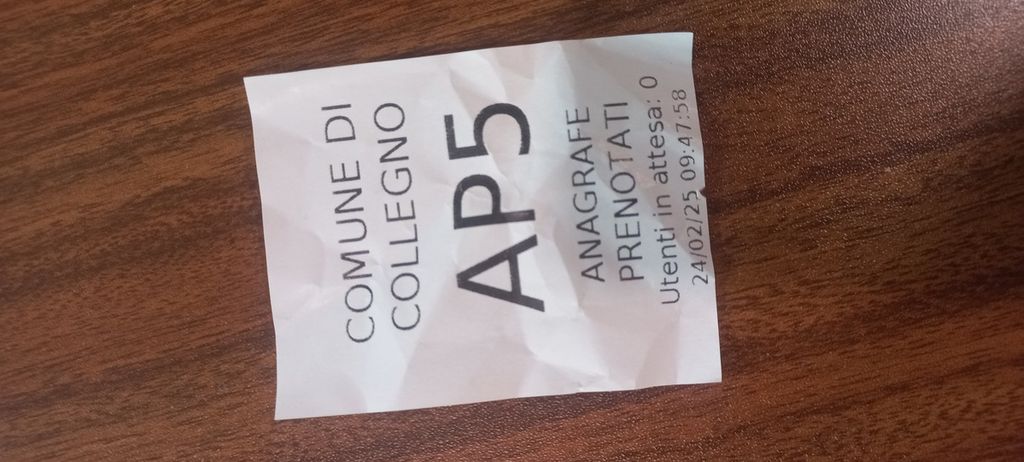 COMUNE DI
COLLEGNO
AP5
ANAGRAFE
PRENOTATI
Utenti in attesa: 0
24/02/25 09:47:58